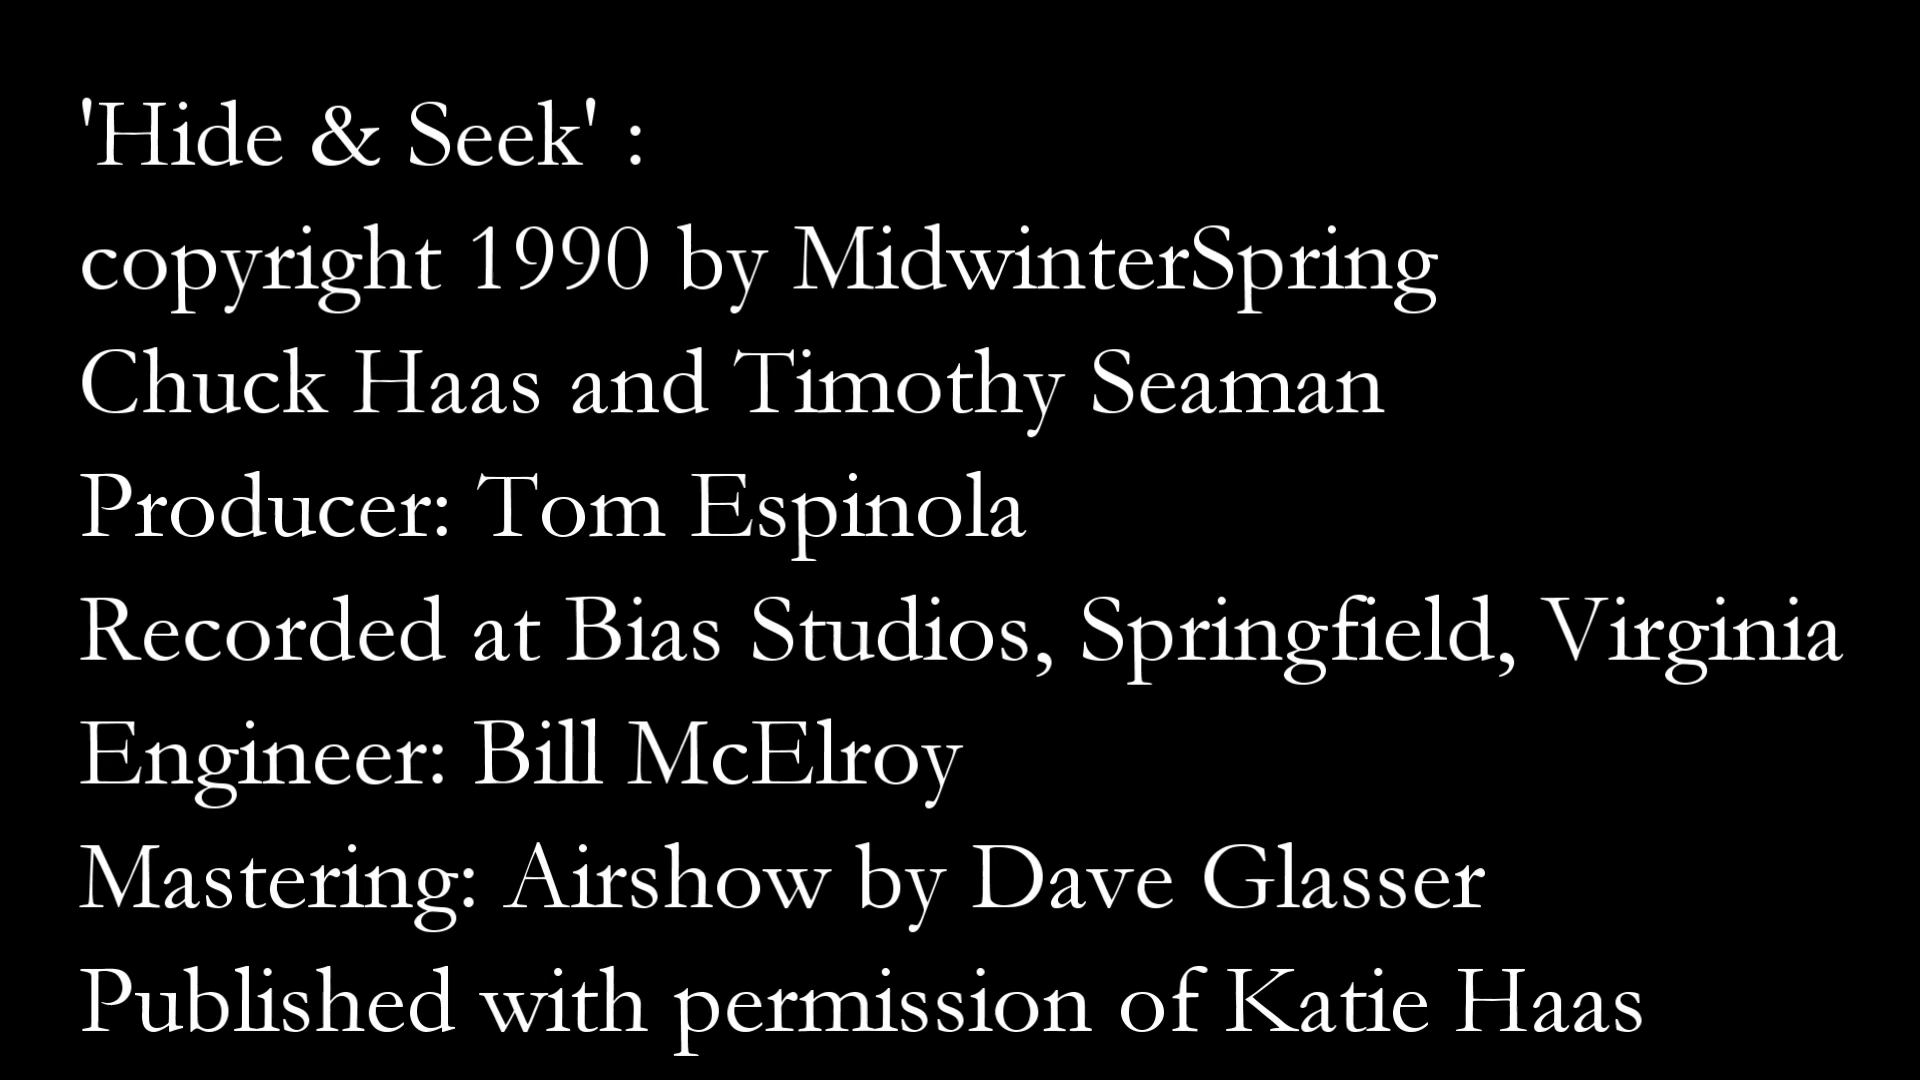 'Hide & Seek' :
copyright 1990 by MidwinterSpring
Chuck Haas and Timothy Seaman
Producer: Tom Espinola
Recorded at Bias Studios, Springfield, Virginia
Engineer: Bill McElroy
Mastering: Airshow by Dave Glasser
Published with permission of Katie Haas